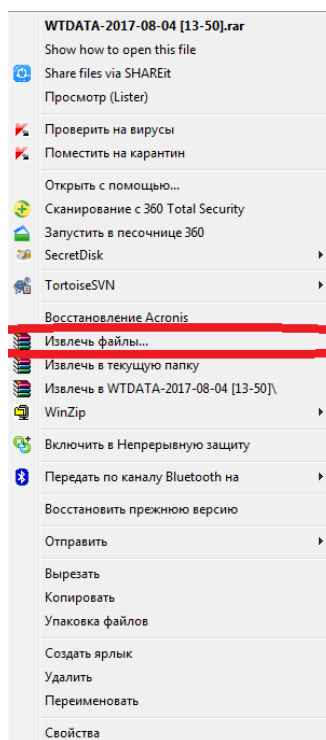 WTDATA-2017-08-04 [13-50].rar
Show how to open this file
Share files via SHAREit
Просмотр (Lister)
Проверить на вирусы
Поместить на карантин
Открыть с помощью...
Сканирование с 360 Total Security
Запустить в песочнице 360
SecretDisk
TortoiseSVN
Восстановление Acronis
Извлечь файлы...
Извлечь в текущую папку
Извлечь в WTDATA-2017-08-04 [13-50]\
WinZip
Включить в Непрерывную защиту
Передать по каналу Bluetooth на
Восстановить прежнюю версию
Отправить
Вырезать
Копировать
Упаковка файлов
Создать ярлык
Удалить
Переименовать
Свойства